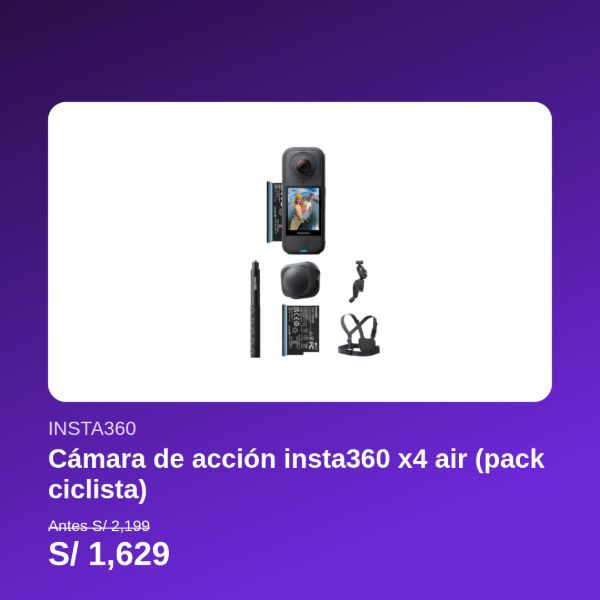 INSTA360
Cámara de acción insta360 x4 air (pack
ciclista)
Antes S/ 2,199
S/ 1,629